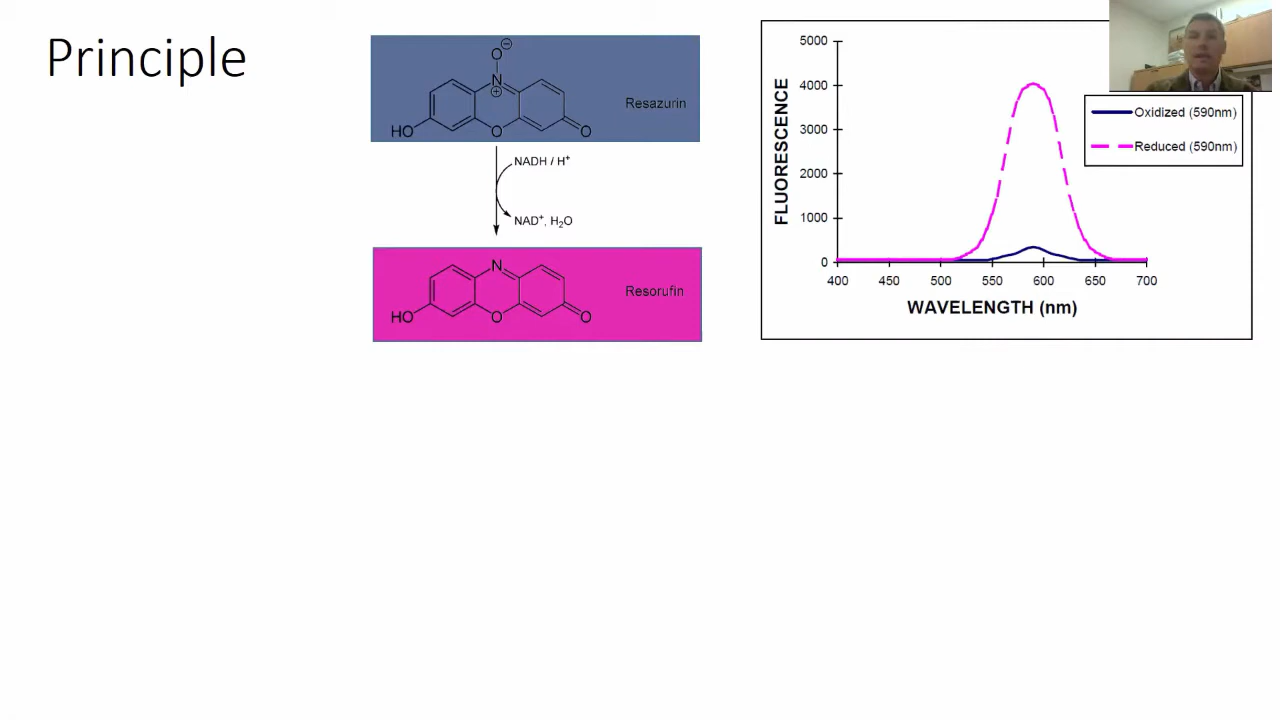 Principle
O⊖
N
⊕
HO
O
O
Resazurin
NADH / H⁺
NAD⁺, H₂O
N
HO
O
O
Resorufin
FLUORESCENCE
5000
4000
3000
2000
1000
0
400 450 500 550 600 650 700
WAVELENGTH (nm)
Oxidized (590nm)
Reduced (590nm)